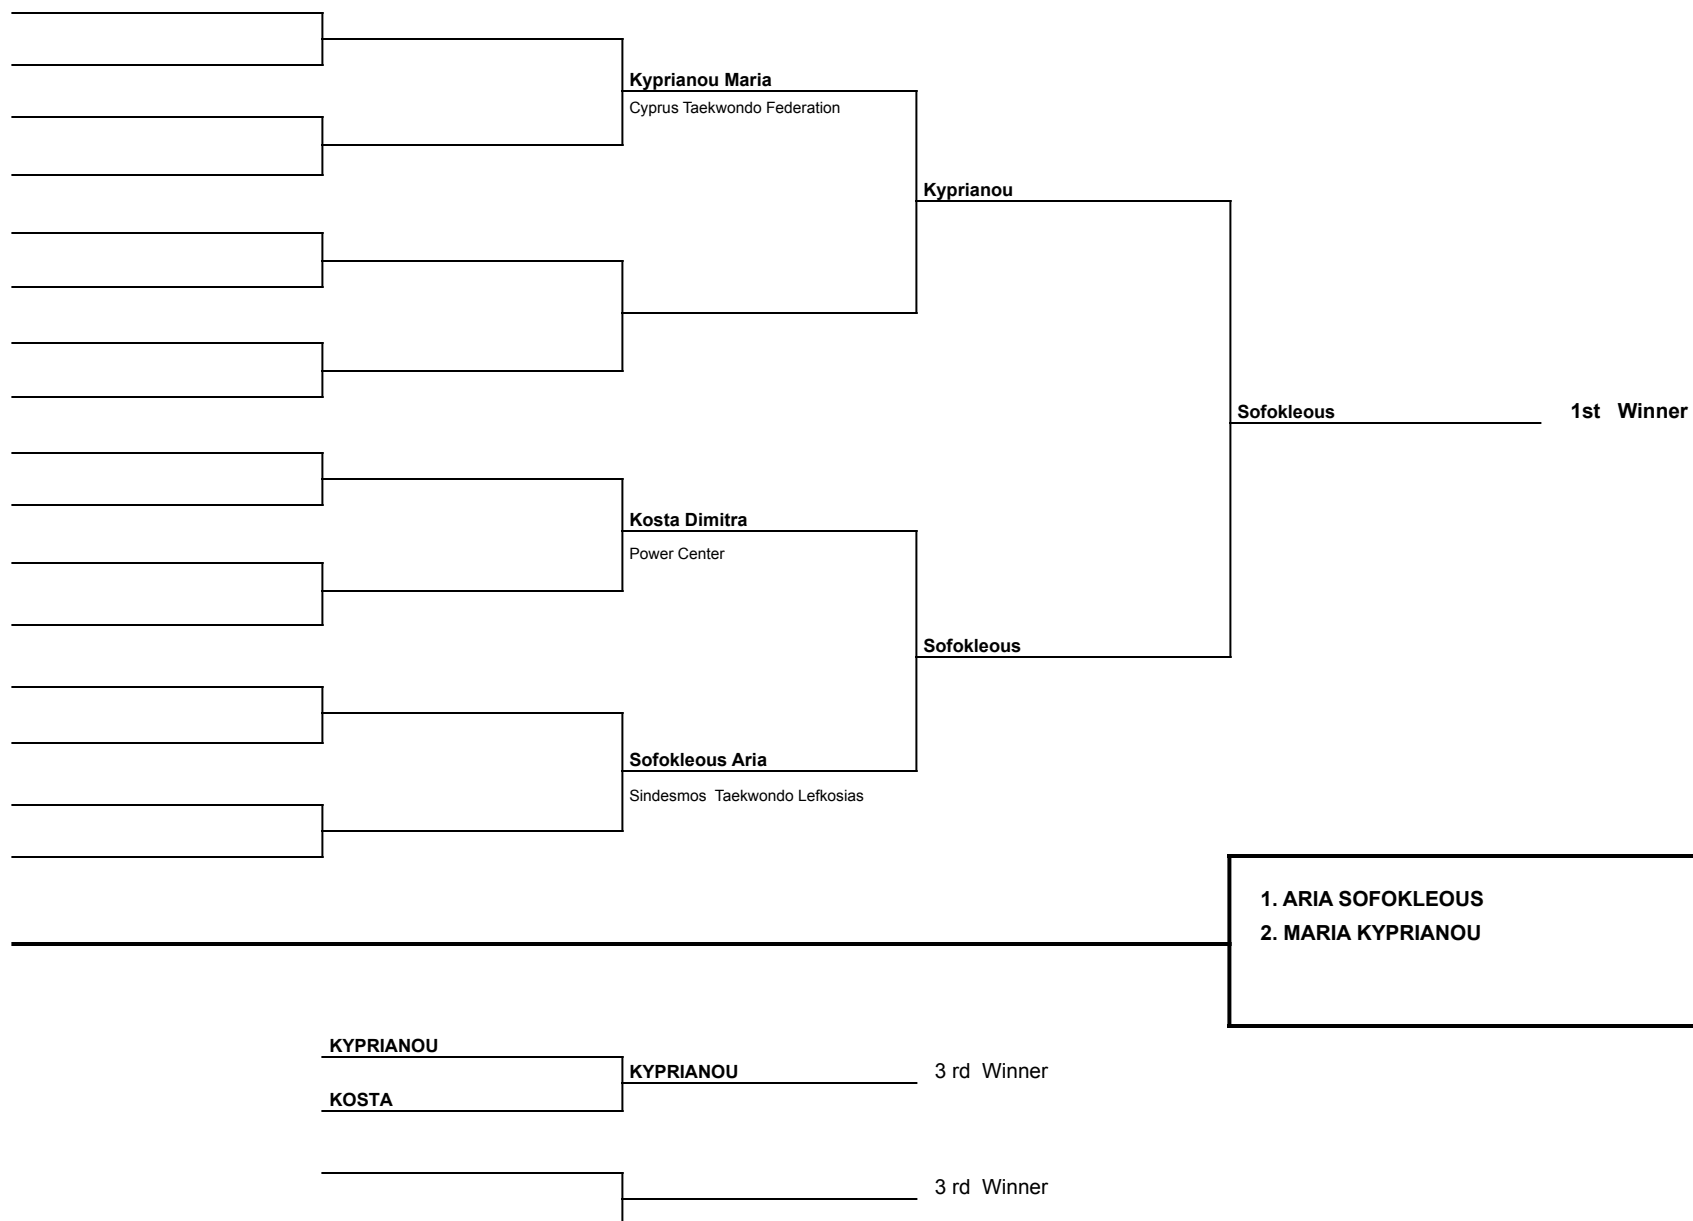 Kyprianou Maria
Cyprus Taekwondo Federation
Kyprianou
Sofokleous 1st Winner
Kosta Dimitra
Power Center
Sofokleous
Sofokleous Aria
Sindesmos Taekwondo Lefkosias
1. ARIA SOFOKLEOUS
2. MARIA KYPRIANOU
KYPRIANOU
KYPRIANOU 3 rd Winner
KOSTA
3 rd Winner